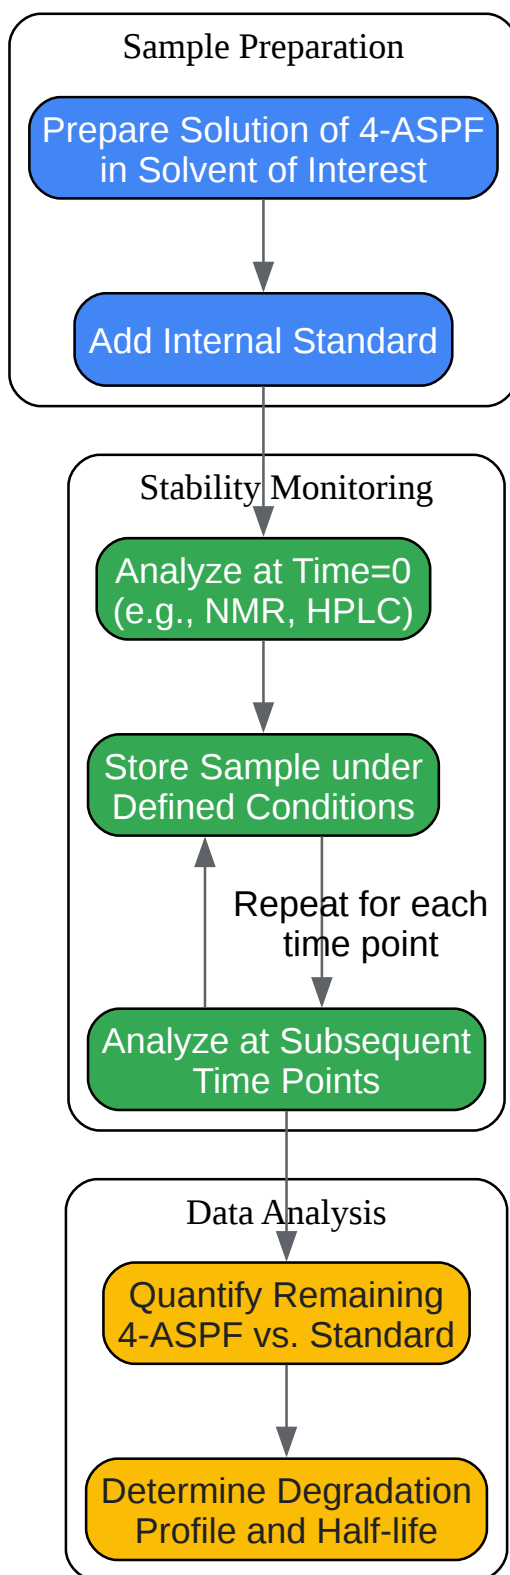 Sample Preparation
Prepare Solution of 4-ASPF
in Solvent of Interest
Add Internal Standard
Stability Monitoring
Analyze at Time=0
(e.g., NMR, HPLC)
Store Sample under
Defined Conditions
Repeat for each
time point
Analyze at Subsequent
Time Points
Data Analysis
Quantify Remaining
4-ASPF vs. Standard
Determine Degradation
Profile and Half-life